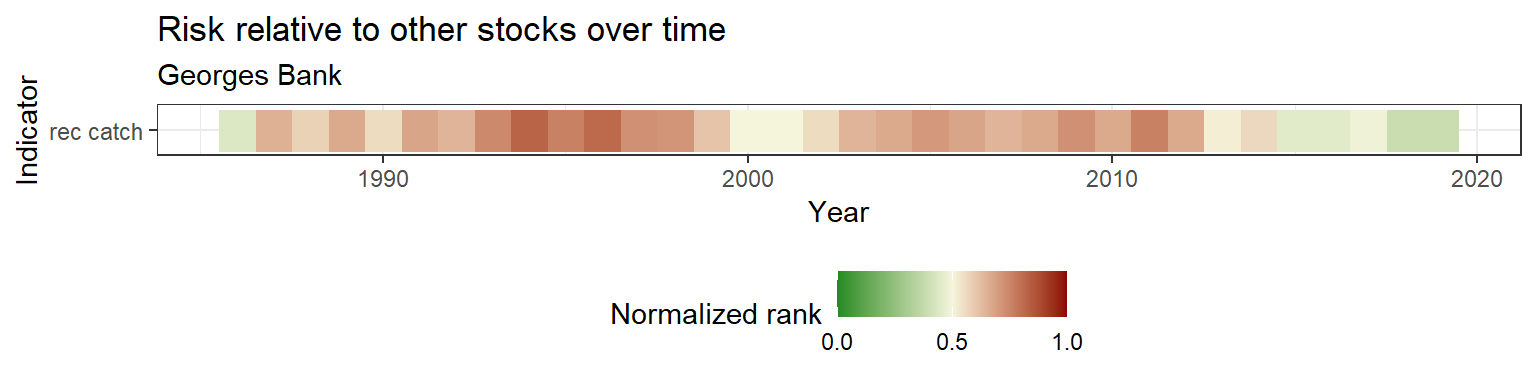 Risk relative to other stocks over time
Georges Bank
Indicator
rec catch
1990 2000 2010 2020
Year
Normalized rank
0.0 0.5 1.0